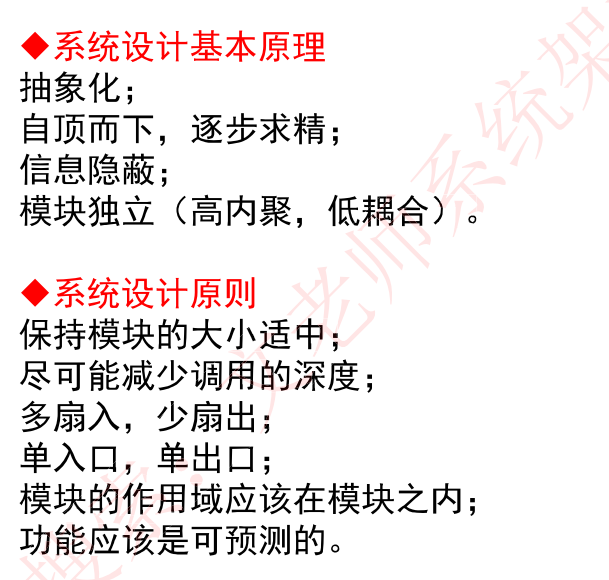 ◆系统设计基本原理
抽象化；
自顶而下，逐步求精；
信息隐蔽；
模块独立（高内聚，低耦合）。
◆系统设计原则
保持模块的大小适中；
尽可能减少调用的深度；
多扇入，少扇出；
单入口，单出口；
模块的作用域应该在模块之内；
功能应该是可预测的。
搜索：文老师系统架